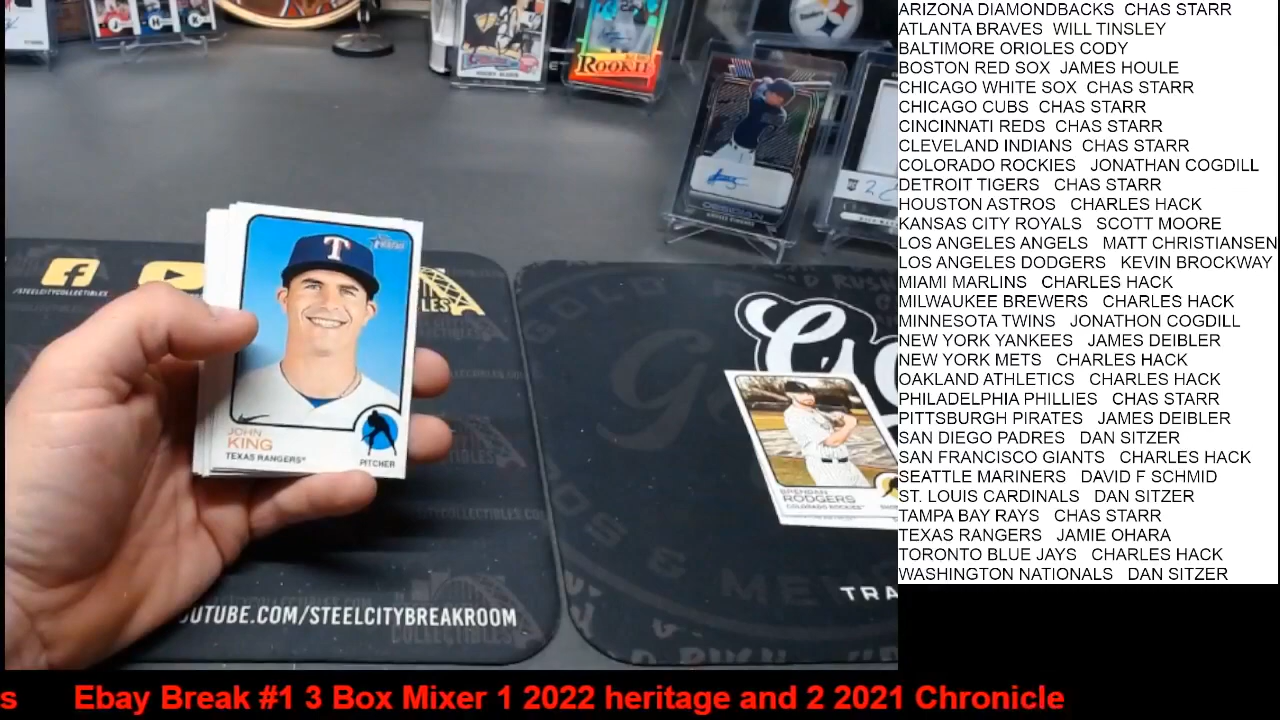 ROOKIE
OBSIDIAN
/STEELCITYCOLLECTIBLES
T
JOHN
KING
TEXAS RANGERS
PITCHER
BRENDAN
RODGERS
COLORADO ROCKIES
YOUTUBE.COM/STEELCITYBREAKROOM
TRA
ARIZONA DIAMONDBACKS CHAS STARR
ATLANTA BRAVES WILL TINSLEY
BALTIMORE ORIOLES CODY
BOSTON RED SOX JAMES HOULE
CHICAGO WHITE SOX CHAS STARR
CHICAGO CUBS CHAS STARR
CINCINNATI REDS CHAS STARR
CLEVELAND INDIANS CHAS STARR
COLORADO ROCKIES JONATHAN COGDILL
DETROIT TIGERS CHAS STARR
HOUSTON ASTROS CHARLES HACK
KANSAS CITY ROYALS SCOTT MOORE
LOS ANGELES ANGELS MATT CHRISTIANSEN
LOS ANGELES DODGERS KEVIN BROCKWAY
MIAMI MARLINS CHARLES HACK
MILWAUKEE BREWERS CHARLES HACK
MINNESOTA TWINS JONATHON COGDILL
NEW YORK YANKEES JAMES DEIBLER
NEW YORK METS CHARLES HACK
OAKLAND ATHLETICS CHARLES HACK
PHILADELPHIA PHILLIES CHAS STARR
PITTSBURGH PIRATES JAMES DEIBLER
SAN DIEGO PADRES DAN SITZER
SAN FRANCISCO GIANTS CHARLES HACK
SEATTLE MARINERS DAVID F SCHMID
ST. LOUIS CARDINALS DAN SITZER
TAMPA BAY RAYS CHAS STARR
TEXAS RANGERS JAMIE OHARA
TORONTO BLUE JAYS CHARLES HACK
WASHINGTON NATIONALS DAN SITZER
s Ebay Break #1 3 Box Mixer 1 2022 heritage and 2 2021 Chronicle